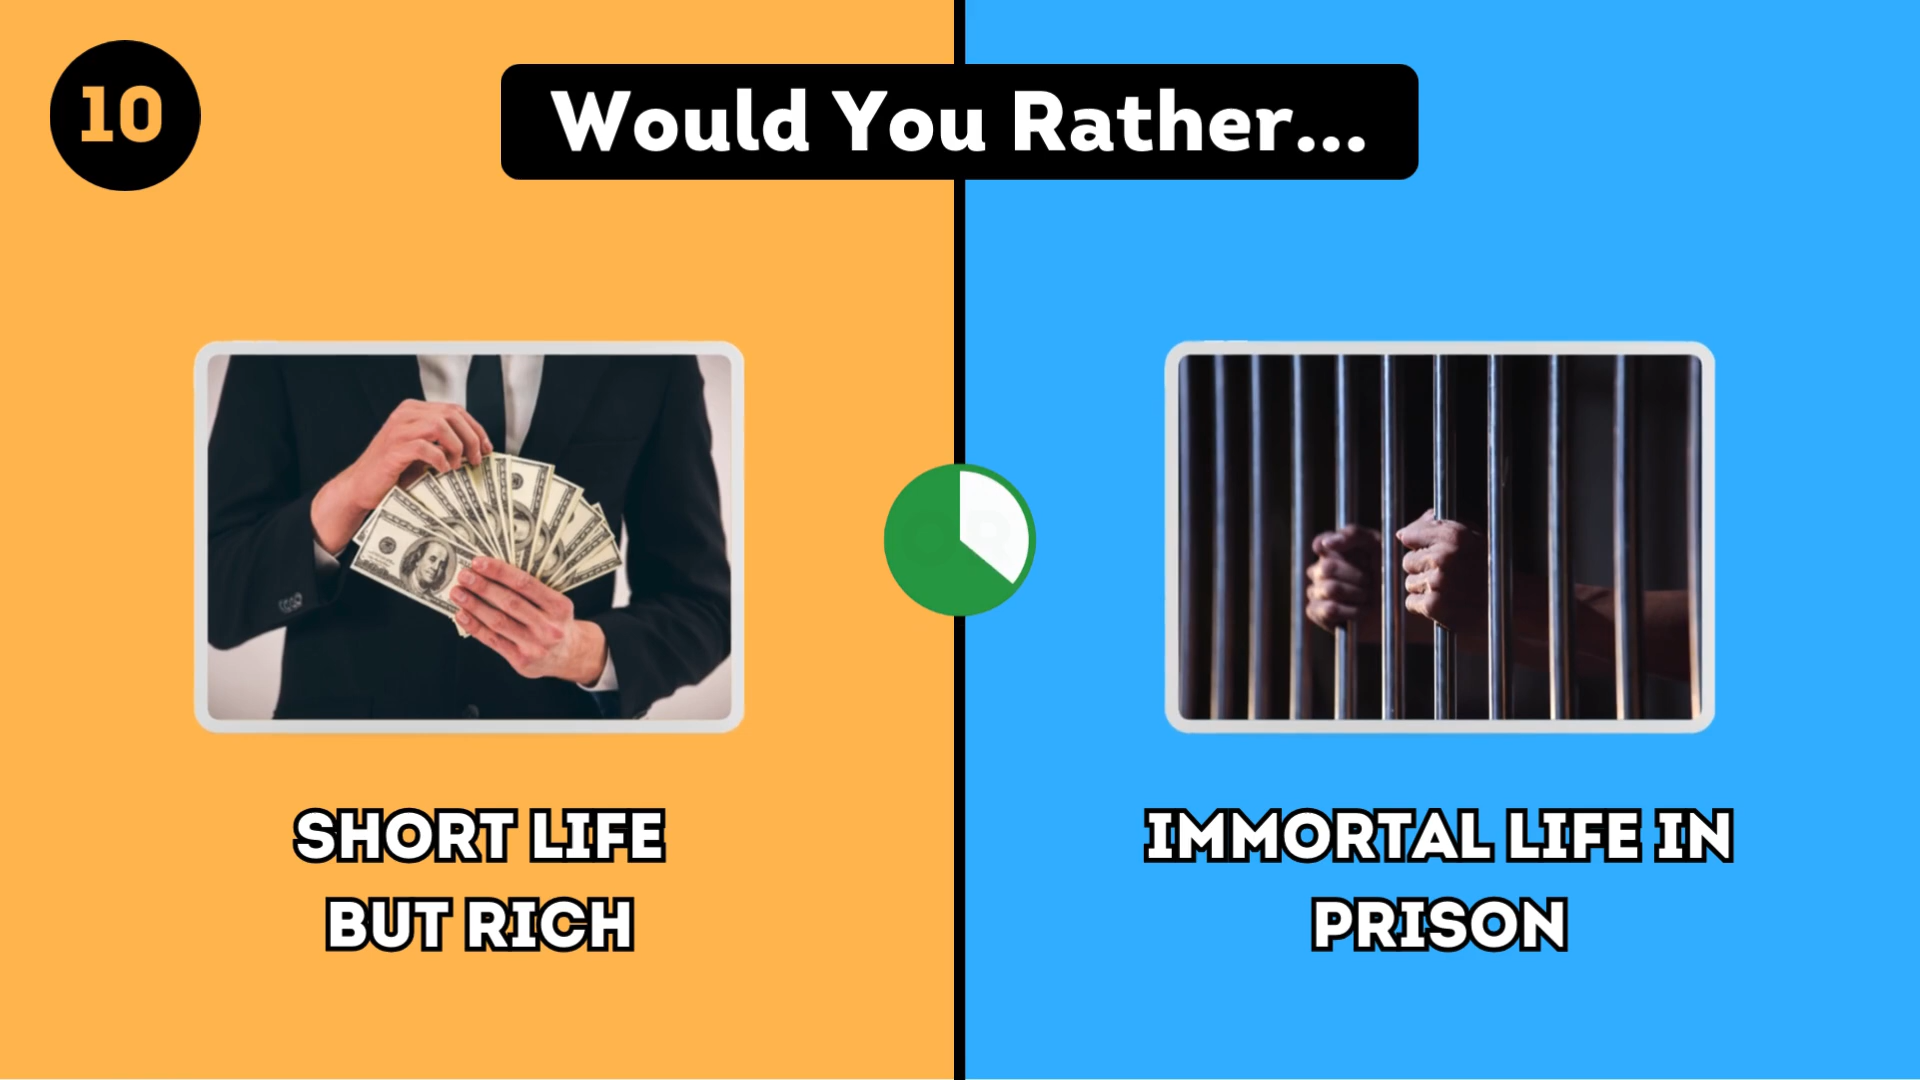 10
Would You Rather...
SHORT LIFE
BUT RICH
IMMORTAL LIFE IN
PRISON